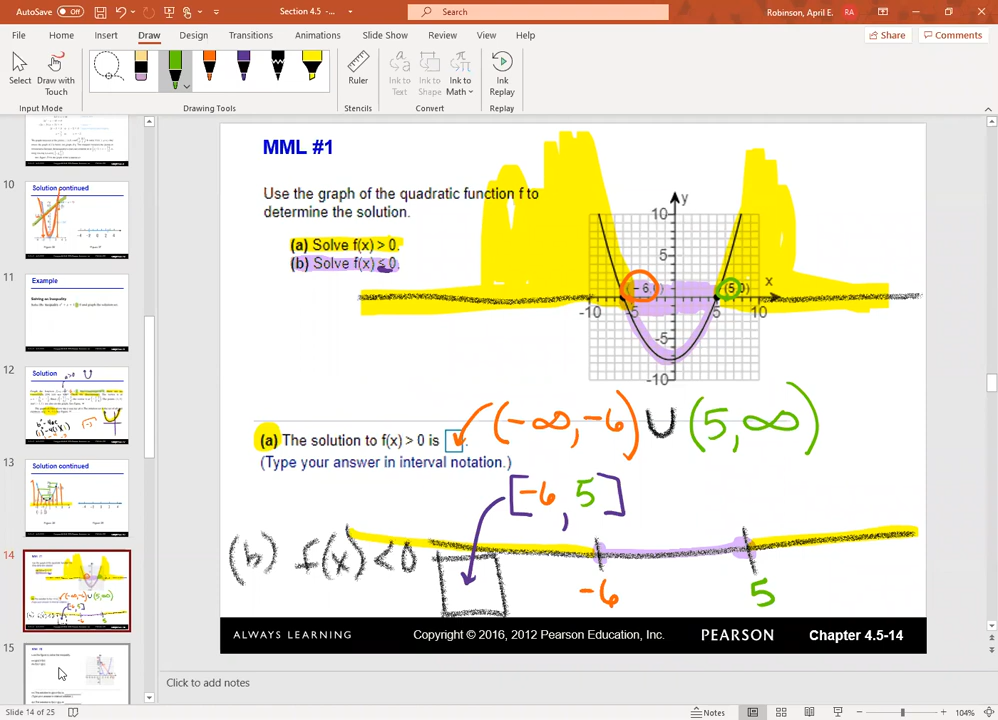 AutoSave Off Section 4.5 -... Search Robinson, April E. RA
File Home Insert Draw Design Transitions Animations Slide Show Review View Help Share Comments
Select Draw with Touch Ruler Ink to Text Ink to Shape Ink to Math Ink Replay
Input Mode Drawing Tools Stencils Convert Replay
10
Solution continued
11
Example
12
Solution
13
Solution continued
14
15
MML #1
Use the graph of the quadratic function f to
determine the solution.
(a) Solve f(x) > 0.
(b) Solve f(x) ≤ 0.
y
10
5
(-6,0) (5,0) x
-10 -5 5 10
-5
-10
(a) The solution to f(x) > 0 is (-∞, -6) ∪ (5, ∞)
(Type your answer in interval notation.)
[-6, 5]
(b) f(x) < 0
-6 5
ALWAYS LEARNING Copyright © 2016, 2012 Pearson Education, Inc. PEARSON Chapter 4.5-14
Click to add notes
Slide 14 of 25 Notes 104%